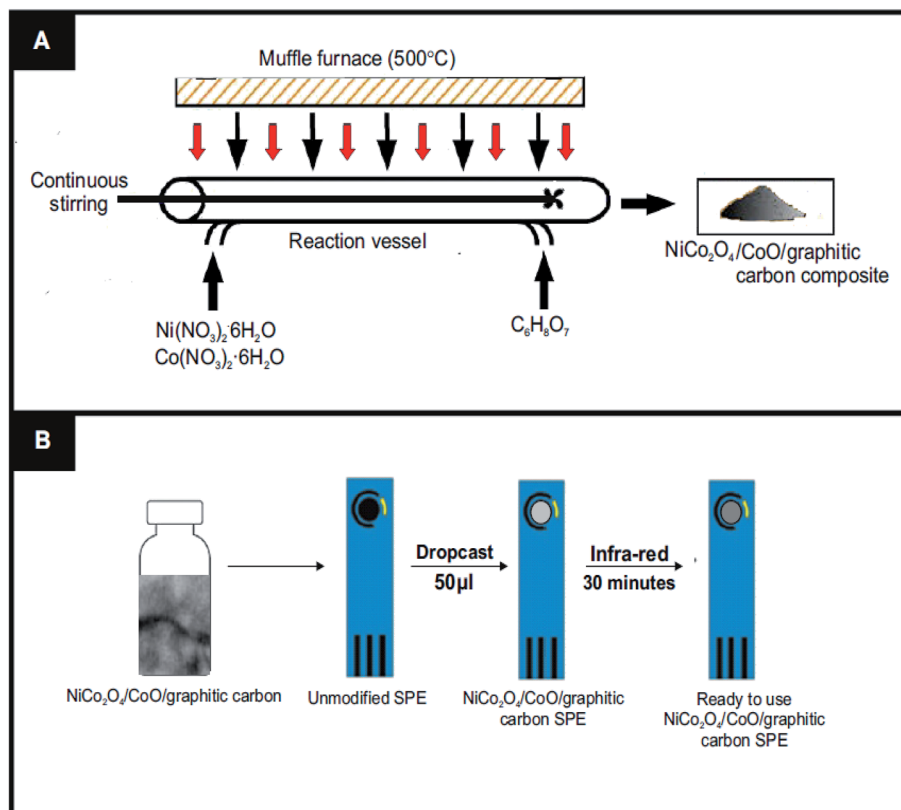 A
Muffle furnace (500°C)
Continuous
stirring
Reaction vessel
NiCo₂O₄/CoO/graphitic
carbon composite
Ni(NO₃)₂·6H₂O
Co(NO₃)₂·6H₂O
C₆H₈O₇
B
Dropcast
50µl
Infra-red
30 minutes
NiCo₂O₄/CoO/graphitic carbon
Unmodified SPE
NiCo₂O₄/CoO/graphitic
carbon SPE
Ready to use
NiCo₂O₄/CoO/graphitic
carbon SPE